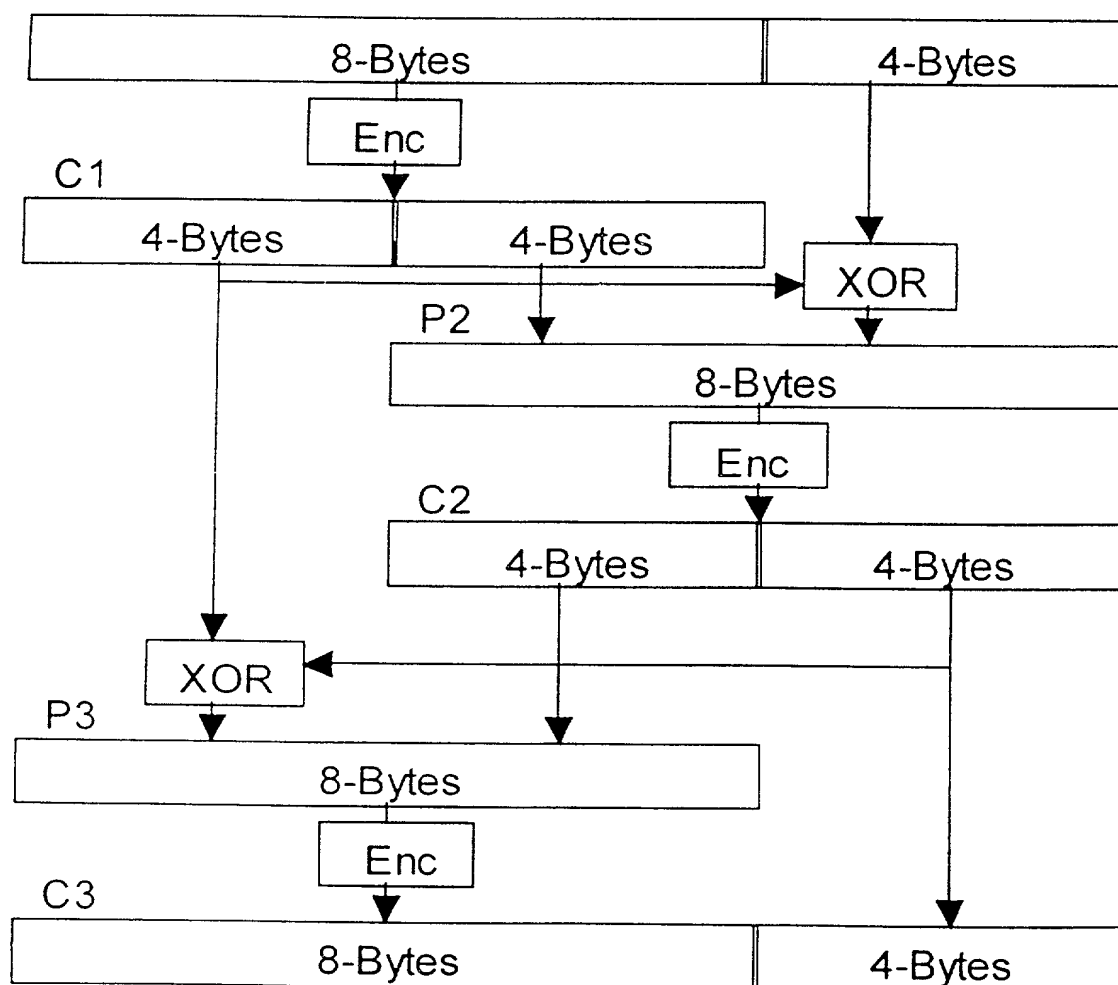 8-Bytes 4-Bytes
Enc
C1
4-Bytes 4-Bytes
XOR
P2
8-Bytes
Enc
C2
4-Bytes 4-Bytes
XOR
P3
8-Bytes
Enc
C3
8-Bytes 4-Bytes